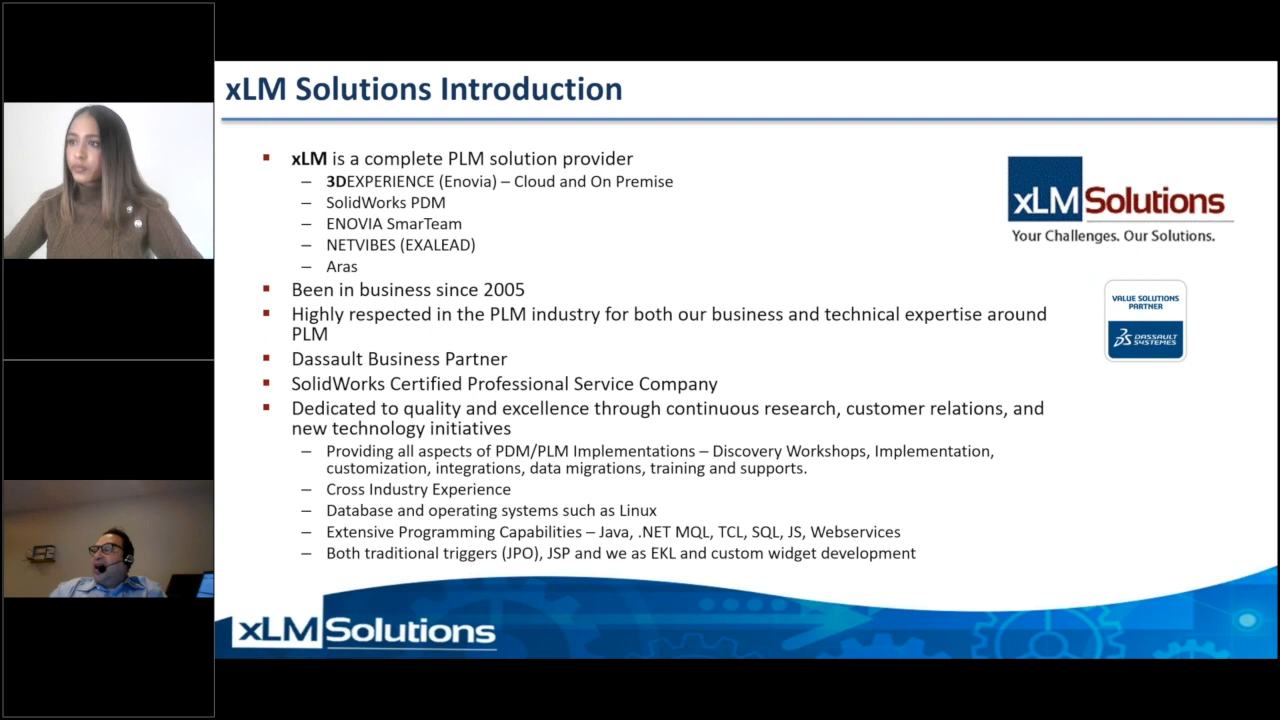 xLM Solutions Introduction
▪ xLM is a complete PLM solution provider
– 3DEXPERIENCE (Enovia) – Cloud and On Premise
– SolidWorks PDM
– ENOVIA SmarTeam
– NETVIBES (EXALEAD)
– Aras
▪ Been in business since 2005
▪ Highly respected in the PLM industry for both our business and technical expertise around
PLM
▪ Dassault Business Partner
▪ SolidWorks Certified Professional Service Company
▪ Dedicated to quality and excellence through continuous research, customer relations, and
new technology initiatives
– Providing all aspects of PDM/PLM Implementations – Discovery Workshops, Implementation,
customization, integrations, data migrations, training and supports.
– Cross Industry Experience
– Database and operating systems such as Linux
– Extensive Programming Capabilities – Java, .NET MQL, TCL, SQL, JS, Webservices
– Both traditional triggers (JPO), JSP and we as EKL and custom widget development
xLM Solutions
Your Challenges. Our Solutions.
VALUE SOLUTIONS
PARTNER
DASSAULT
SYSTEMES
xLM Solutions